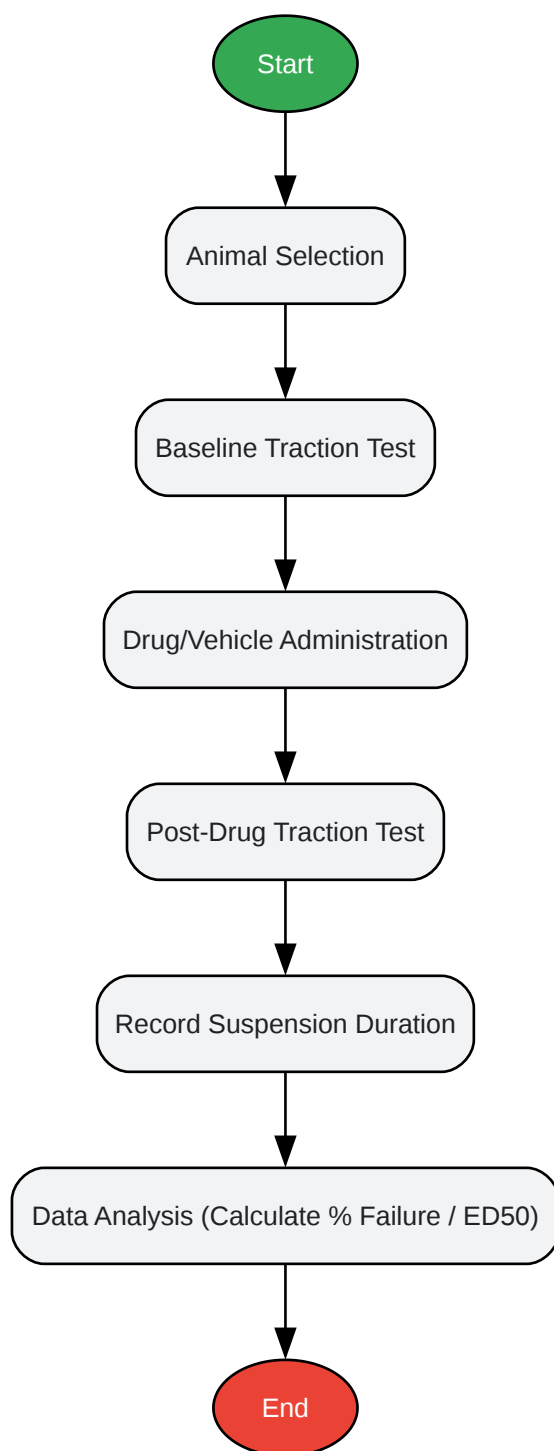 Start
Animal Selection
Baseline Traction Test
Drug/Vehicle Administration
Post-Drug Traction Test
Record Suspension Duration
Data Analysis (Calculate % Failure / ED50)
End